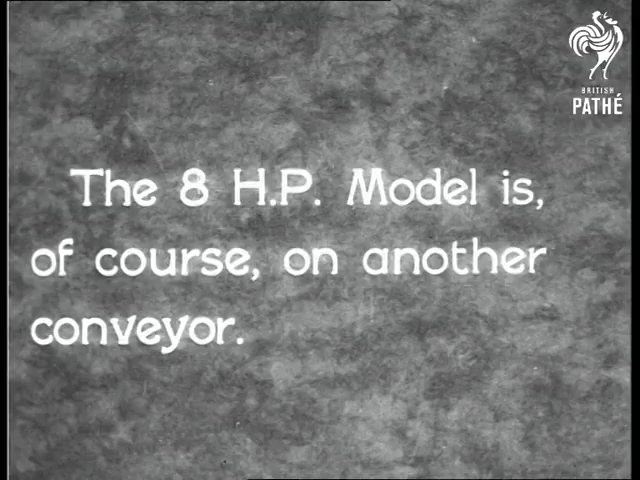 BRITISH
PATHÉ
The 8 H.P. Model is,
of course, on another
conveyor.